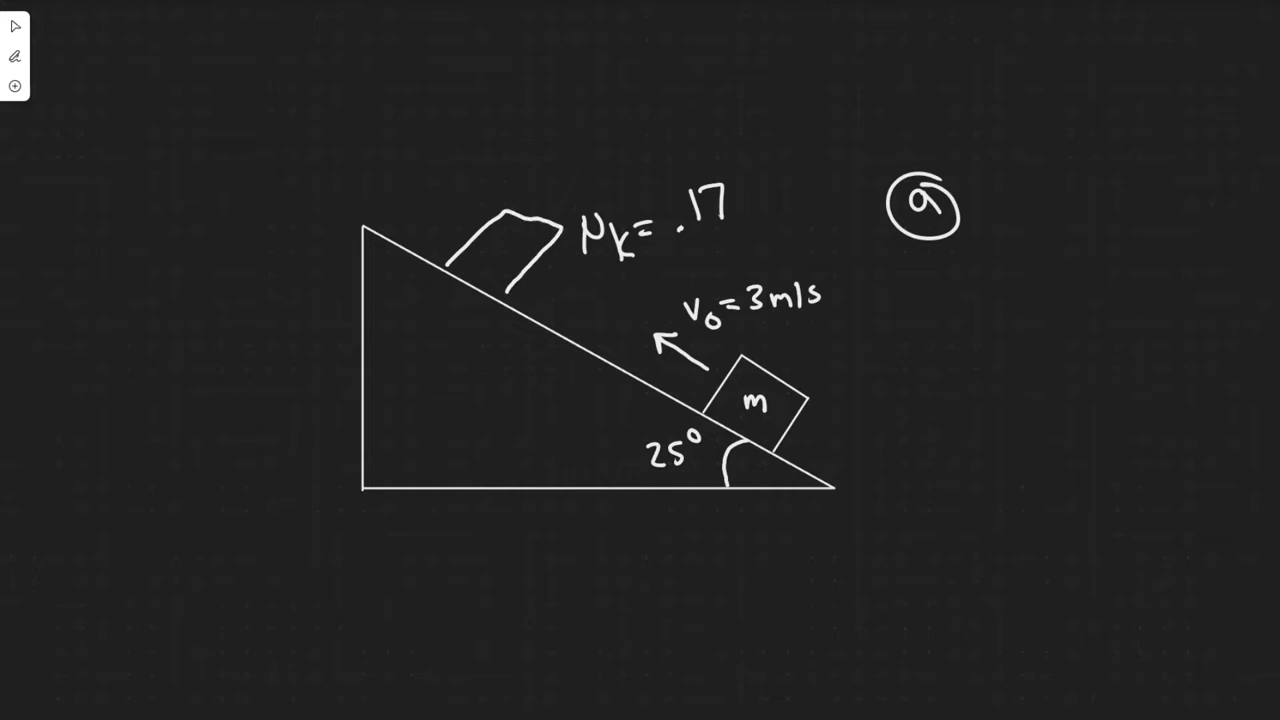 μk = .17
a
v₀ = 3m/s
m
25°